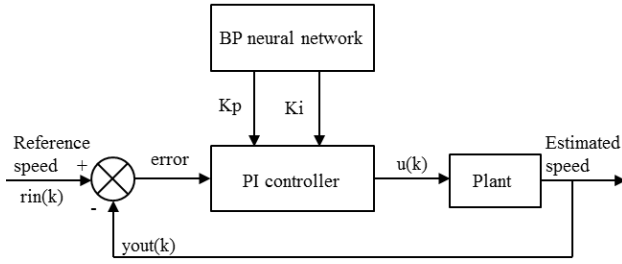 BP neural network
Kp
Ki
Reference
speed
+
rin(k)
-
error
PI controller
u(k)
Plant
Estimated
speed
yout(k)